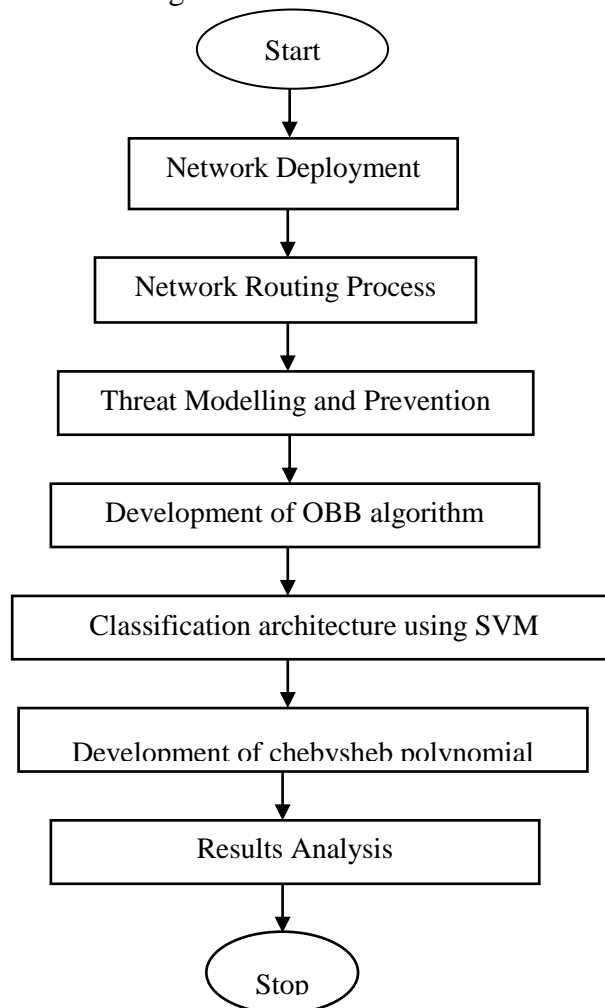 Start
Network Deployment
Network Routing Process
Threat Modelling and Prevention
Development of OBB algorithm
Classification architecture using SVM
Development of chebysheb polynomial
Results Analysis
Stop